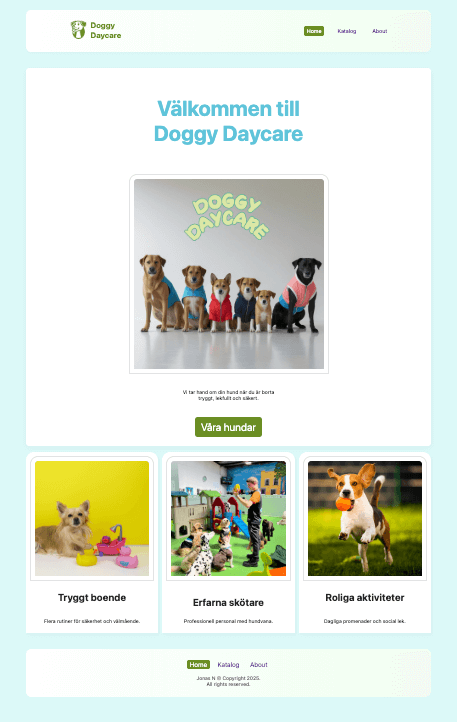 Doggy
Daycare
Home Katalog About
Välkommen till
Doggy Daycare
DOGGY
DAYCARE
Vi tar hand om din hund när du är borta
tryggt, lekfullt och säkert.
Våra hundar
Tryggt boende
Flera rutiner för säkerhet och välmående.
Erfarna skötare
Professionell personal med hundvana.
Roliga aktiviteter
Dagliga promenader och social lek.
Home Katalog About
Jonas N ® Copyright 2025.
All rights reserved.